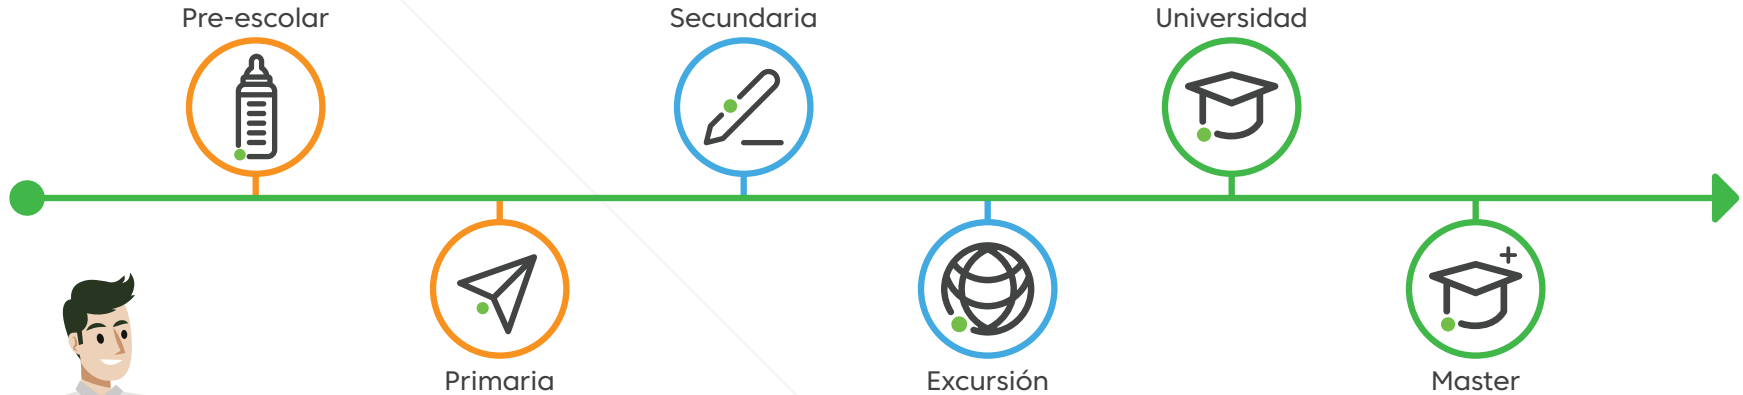 Pre-escolar
Secundaria
Universidad
Primaria
Excursión
Master